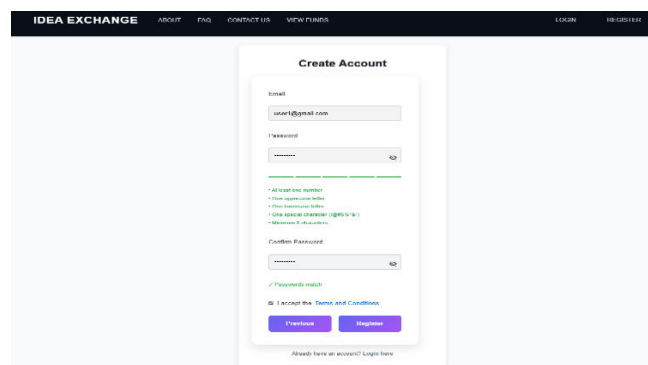 IDEA EXCHANGE ABOUT FAQ CONTACT US VIEW FUNDS LOGIN REGISTER
Create Account
Email
user1@gmail.com
Password
---------
• At least one number
• One uppercase letter
• One lowercase letter
• One special character
• Minimum 8 characters
Confirm Password
---------
✓ Passwords match
I accept the Terms and Conditions
Previous Register
Already have an account? Login here